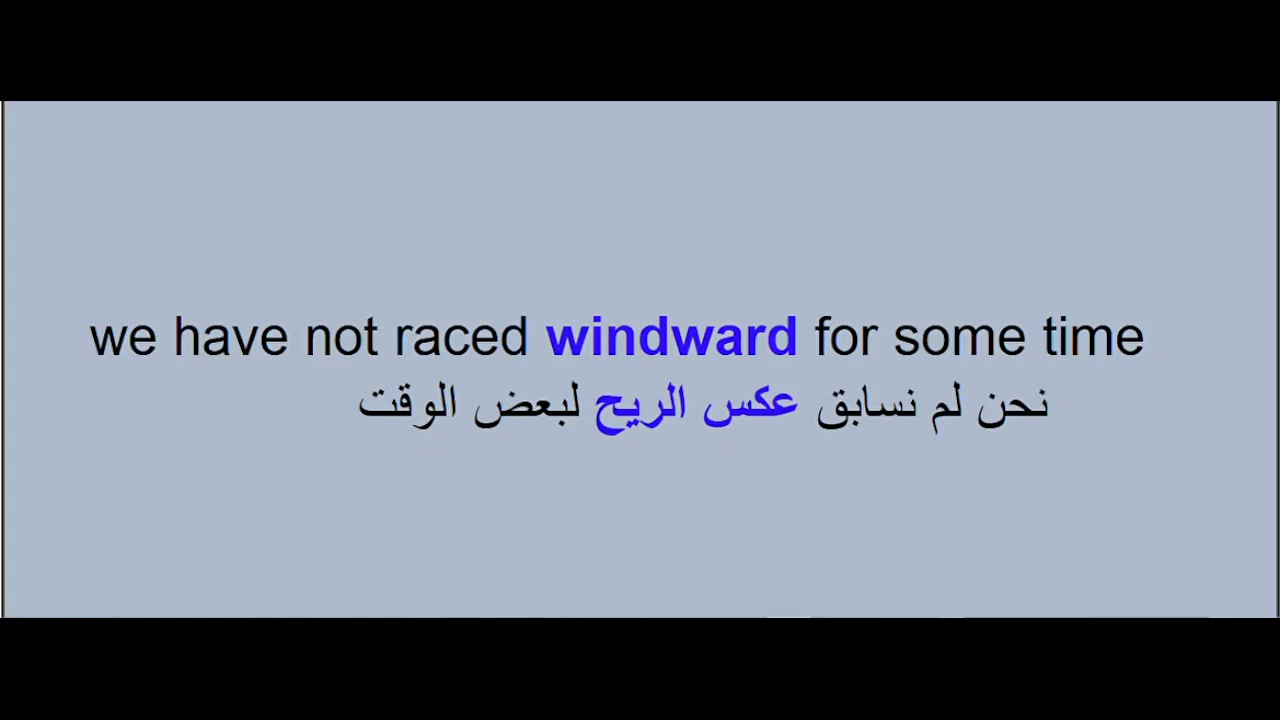 we have not raced windward for some time
نحن لم نسابق عكس الريح لبعض الوقت